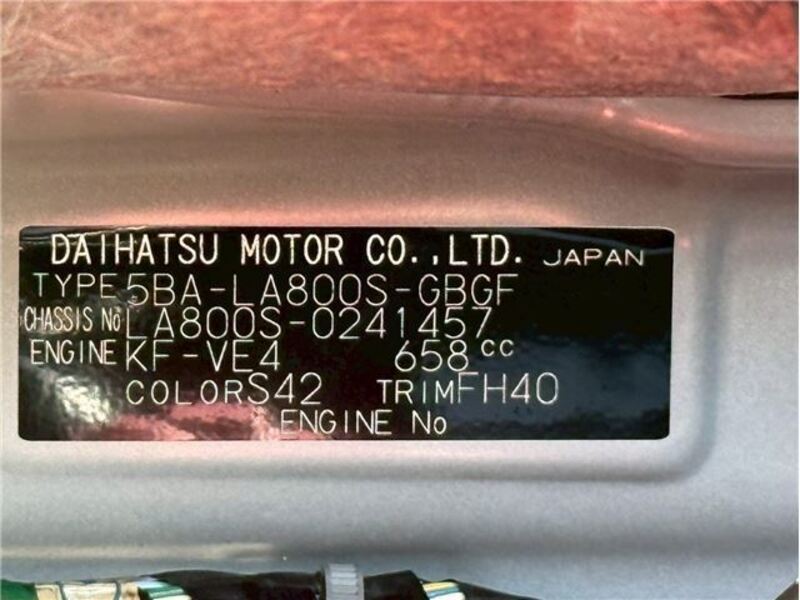 DAIHATSU MOTOR CO.,LTD. JAPAN
TYPE 5BA-LA800S-GBGF
CHASSIS No LA800S-0241457
ENGINE KF-VE4 658cc
COLOR S42 TRIM FH40
ENGINE No